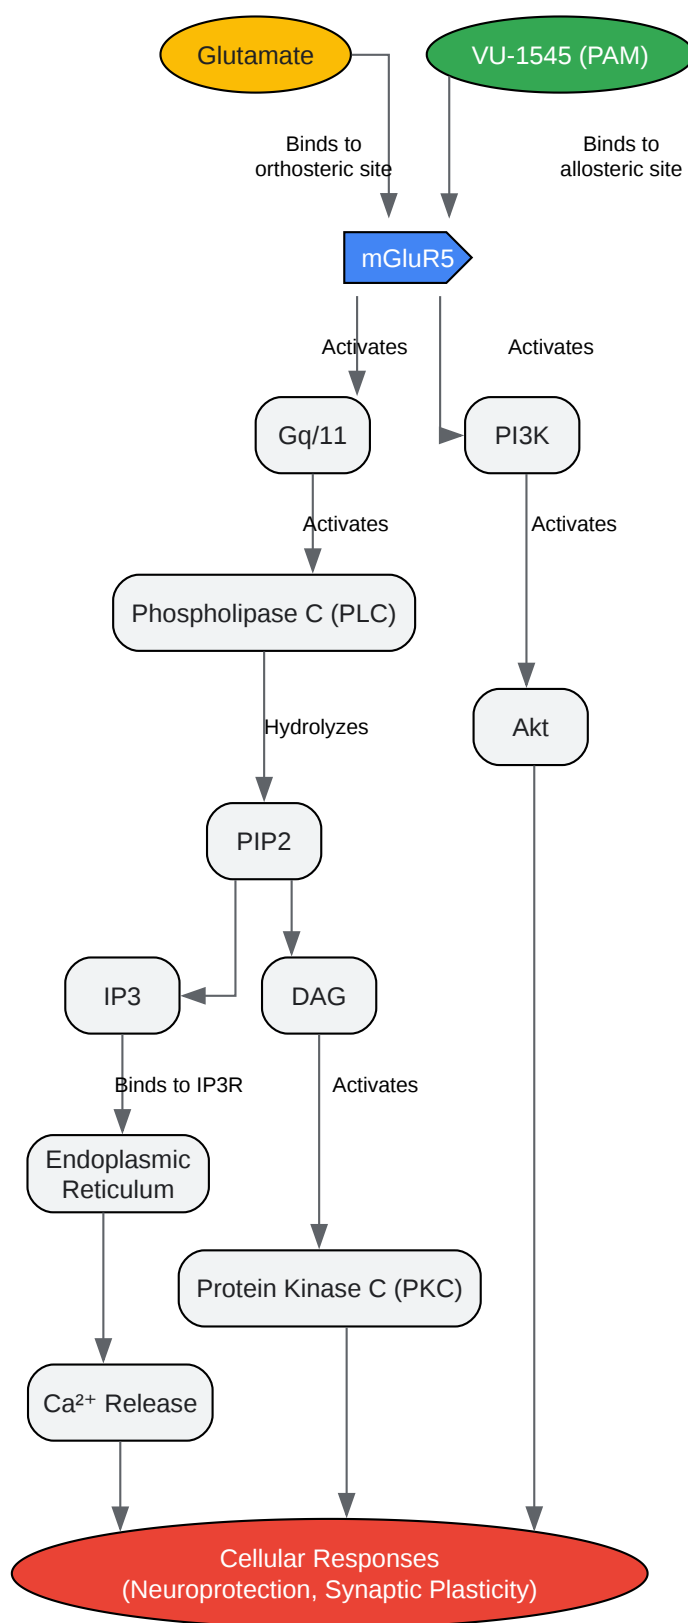 Glutamate
VU-1545 (PAM)
Binds to
orthosteric site
Binds to
allosteric site
mGluR5
Activates
Activates
Gq/11
PI3K
Activates
Activates
Phospholipase C (PLC)
Hydrolyzes
Akt
PIP2
IP3
DAG
Binds to IP3R
Activates
Endoplasmic
Reticulum
Protein Kinase C (PKC)
Ca²⁺ Release
Cellular Responses
(Neuroprotection, Synaptic Plasticity)